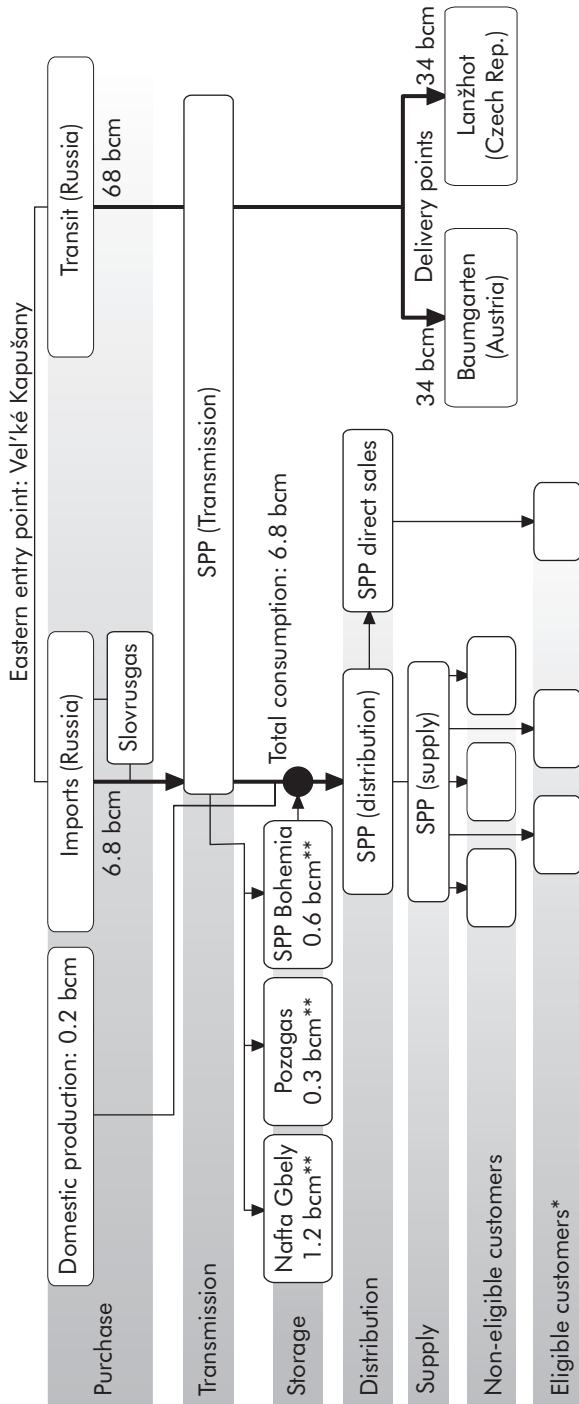 Eastern entry point: Vel'ké Kapušany
Purchase
Domestic production: 0.2 bcm
Imports (Russia)
Transit (Russia)
6.8 bcm
Slovrusgas
68 bcm
Transmission
SPP (Transmission)
Storage
Nafta Gbely
1.2 bcm**
Pozagas
0.3 bcm**
SPP Bohemia
0.6 bcm**
Total consumption: 6.8 bcm
Distribution
SPP (distribution)
SPP direct sales
34 bcm
Delivery points
34 bcm
Supply
SPP (supply)
Baumgarten
(Austria)
Lanžhot
(Czech Rep.)
Non-eligible customers
Eligible customers*